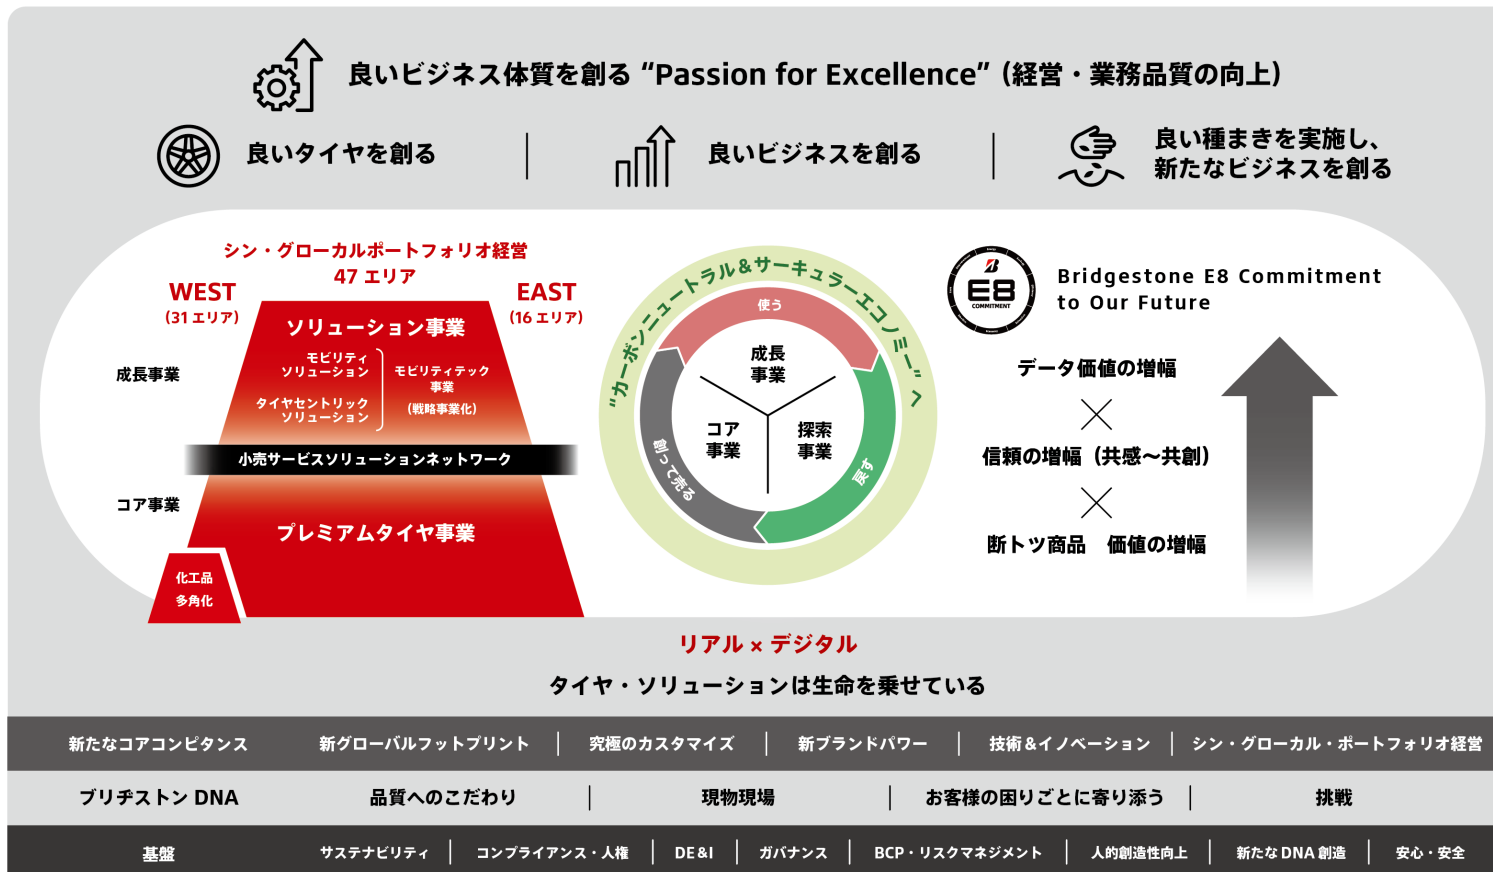 良いビジネス体質を創る “Passion for Excellence”（経営・業務品質の向上）
良いタイヤを創る
良いビジネスを創る
良い種まきを実施し、
新たなビジネスを創る
シン・グローカルポートフォリオ経営
47 エリア
WEST
（31 エリア）
EAST
（16 エリア）
ソリューション事業
成長事業
モビリティ
ソリューション
タイヤセントリック
ソリューション
モビリティテック
事業
（戦略事業化）
小売サービスソリューションネットワーク
コア事業
プレミアムタイヤ事業
化工品
多角化
“カーボンニュートラル＆サーキュラーエコノミー” へ
使う
戻す
創って売る
成長
事業
コア
事業
探索
事業
B
E8
COMMITMENT
Bridgestone E8 Commitment
to Our Future
データ価値の増幅
×
信頼の増幅（共感～共創）
×
断トツ商品　価値の増幅
リアル × デジタル
タイヤ・ソリューションは生命を乗せている
新たなコアコンピタンス 新グローバルフットプリント | 究極のカスタマイズ | 新ブランドパワー | 技術＆イノベーション | シン・グローカル・ポートフォリオ経営
ブリヂストン DNA 品質へのこだわり | 現物現場 | お客様の困りごとに寄り添う | 挑戦
基盤 サステナビリティ | コンプライアンス・人権 | DE&I | ガバナンス | BCP・リスクマネジメント | 人的創造性向上 | 新たな DNA 創造 | 安心・安全